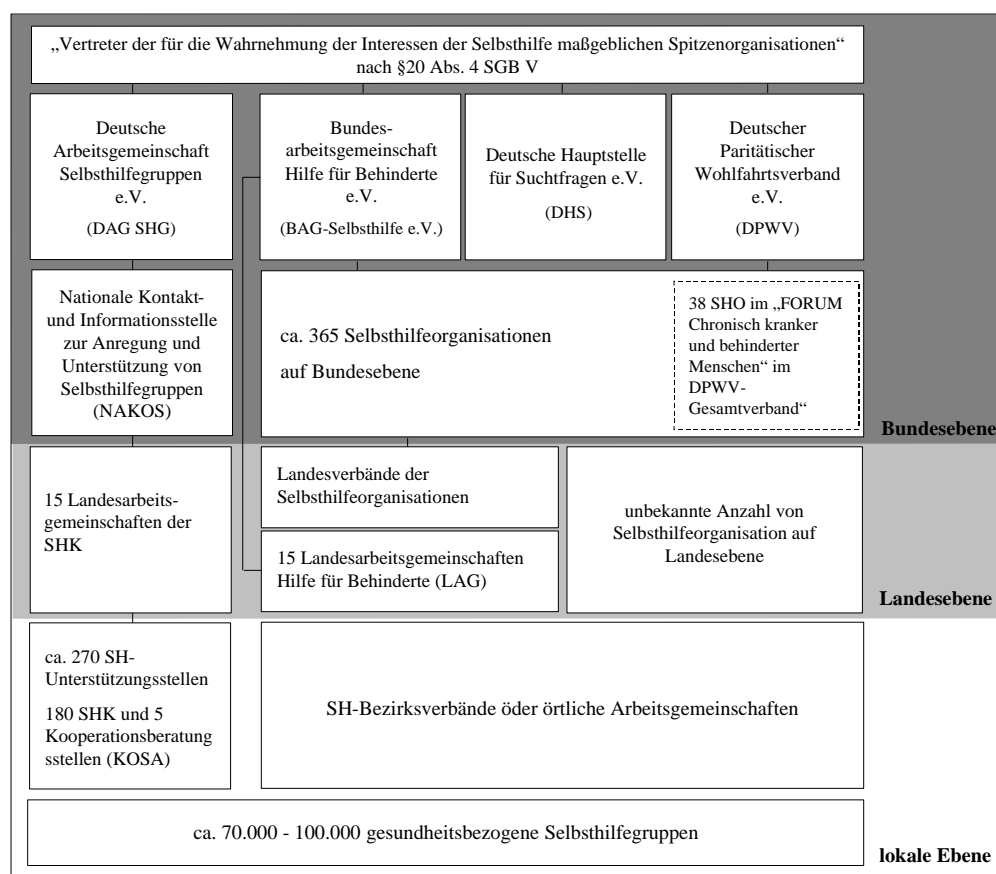 „Vertreter der für die Wahrnehmung der Interessen der Selbsthilfe maßgeblichen Spitzenorganisationen“
nach §20 Abs. 4 SGB V
Deutsche
Arbeitsgemeinschaft
Selbsthilfegruppen
e.V.
(DAG SHG)
Bundes-
arbeitsgemeinschaft
Hilfe für Behinderte
e.V.
(BAG-Selbsthilfe e.V.)
Deutsche Hauptstelle
für Suchtfragen e.V.
(DHS)
Deutscher
Paritätischer
Wohlfahrtsverband
e.V.
(DPWV)
Nationale Kontakt-
und Informationsstelle
zur Anregung und
Unterstützung von
Selbsthilfegruppen
(NAKOS)
ca. 365 Selbsthilfeorganisationen
auf Bundesebene
38 SHO im „FORUM
Chronisch kranker
und behinderter
Menschen“ im
DPWV-
Gesamtverband“
Bundesebene
15 Landesarbeits-
gemeinschaften der
SHK
Landesverbände der
Selbsthilfeorganisationen
15 Landesarbeitsgemeinschaften
Hilfe für Behinderte (LAG)
unbekannte Anzahl von
Selbsthilfeorganisation auf
Landesebene
Landesebene
ca. 270 SH-
Unterstützungsstellen
180 SHK und 5
Kooperationsberatung
sstellen (KOSA)
SH-Bezirksverbände öder örtliche Arbeitsgemeinschaften
ca. 70.000 - 100.000 gesundheitsbezogene Selbsthilfegruppen
lokale Ebene